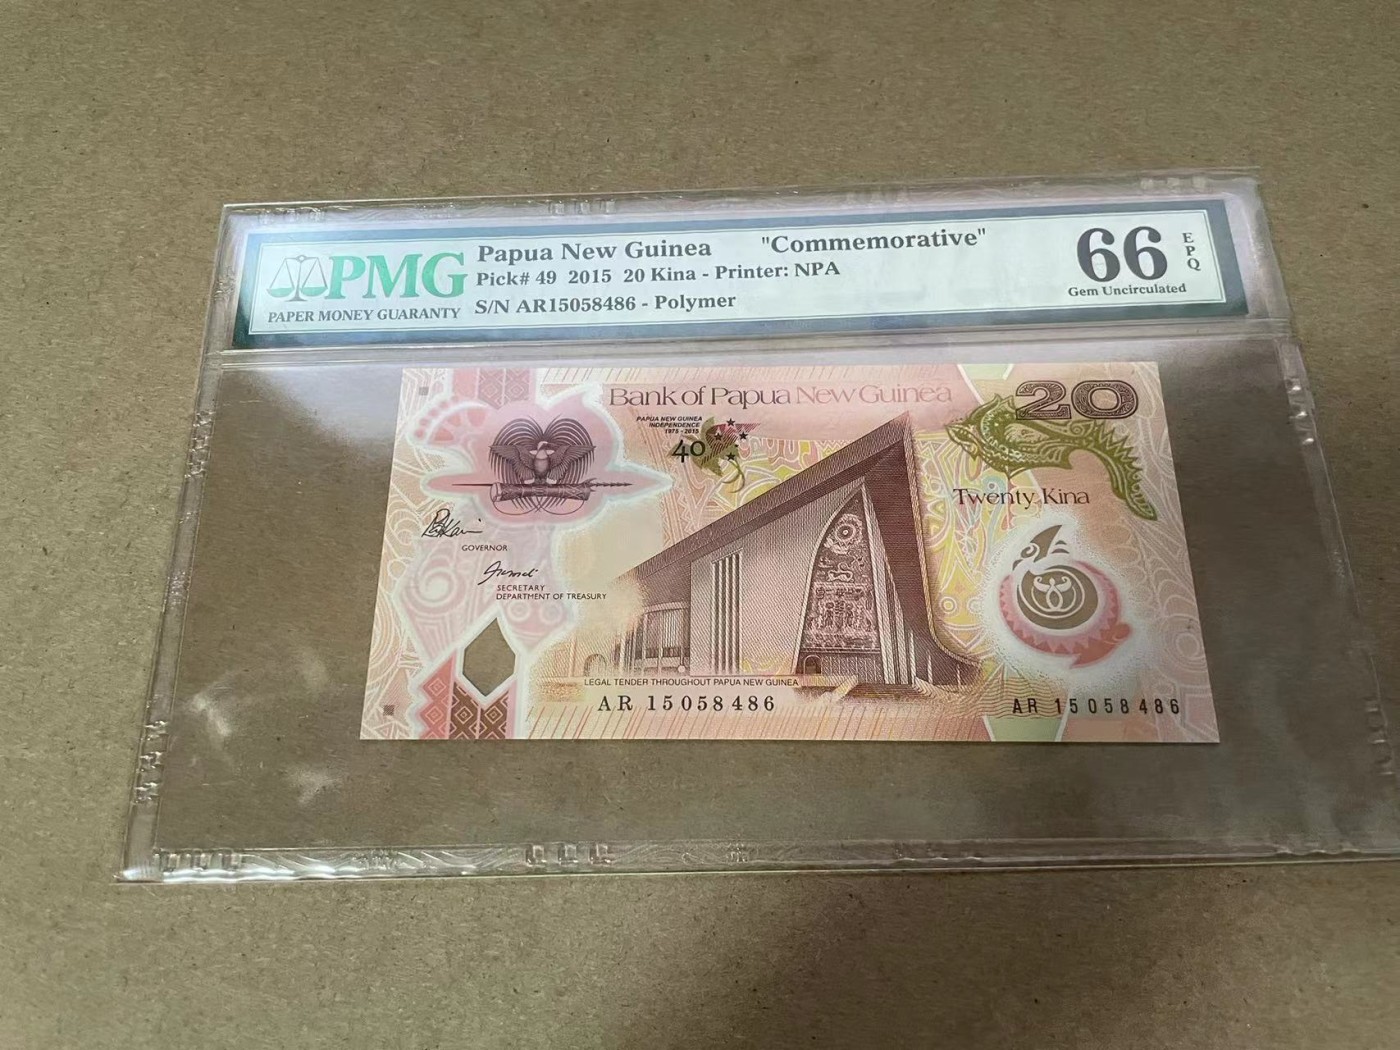 PMG
PAPER MONEY GUARANTY
Papua New Guinea "Commemorative"
Pick# 49 2015 20 Kina - Printer: NPA
S/N AR15058486 - Polymer
66
EPQ
Gem Uncirculated
Bank of Papua New Guinea
20
PAPUA NEW GUINEA
INDEPENDENCE
1975 - 2015
40
Twenty Kina
GOVERNOR
SECRETARY
DEPARTMENT OF TREASURY
LEGAL TENDER THROUGHOUT PAPUA NEW GUINEA
AR 15058486
AR 15058486